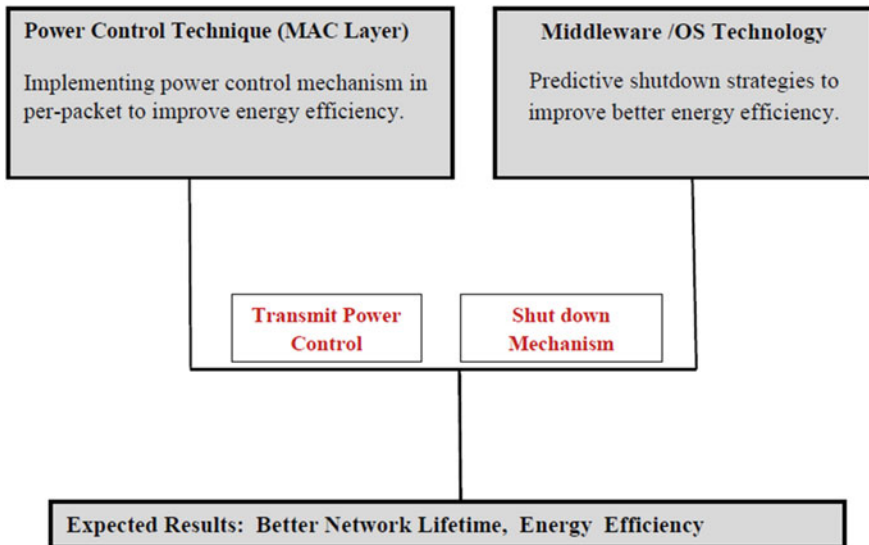 Power Control Technique (MAC Layer)
Implementing power control mechanism in
per-packet to improve energy efficiency.
Middleware /OS Technology
Predictive shutdown strategies to
improve better energy efficiency.
Transmit Power
Control
Shut down
Mechanism
Expected Results: Better Network Lifetime, Energy Efficiency